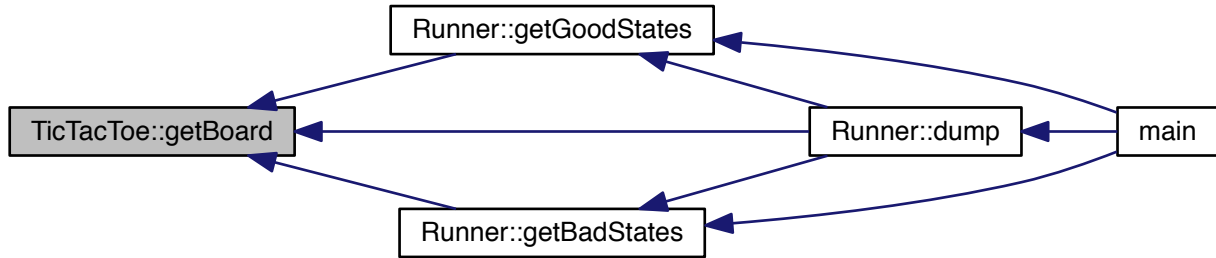 Runner::getGoodStates
TicTacToe::getBoard
Runner::dump
main
Runner::getBadStates